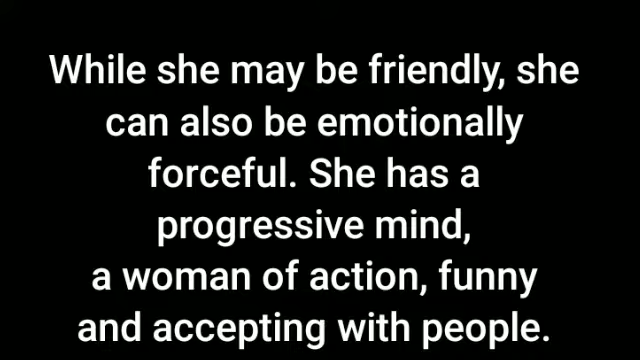 While she may be friendly, she
can also be emotionally
forceful. She has a
progressive mind,
a woman of action, funny
and accepting with people.